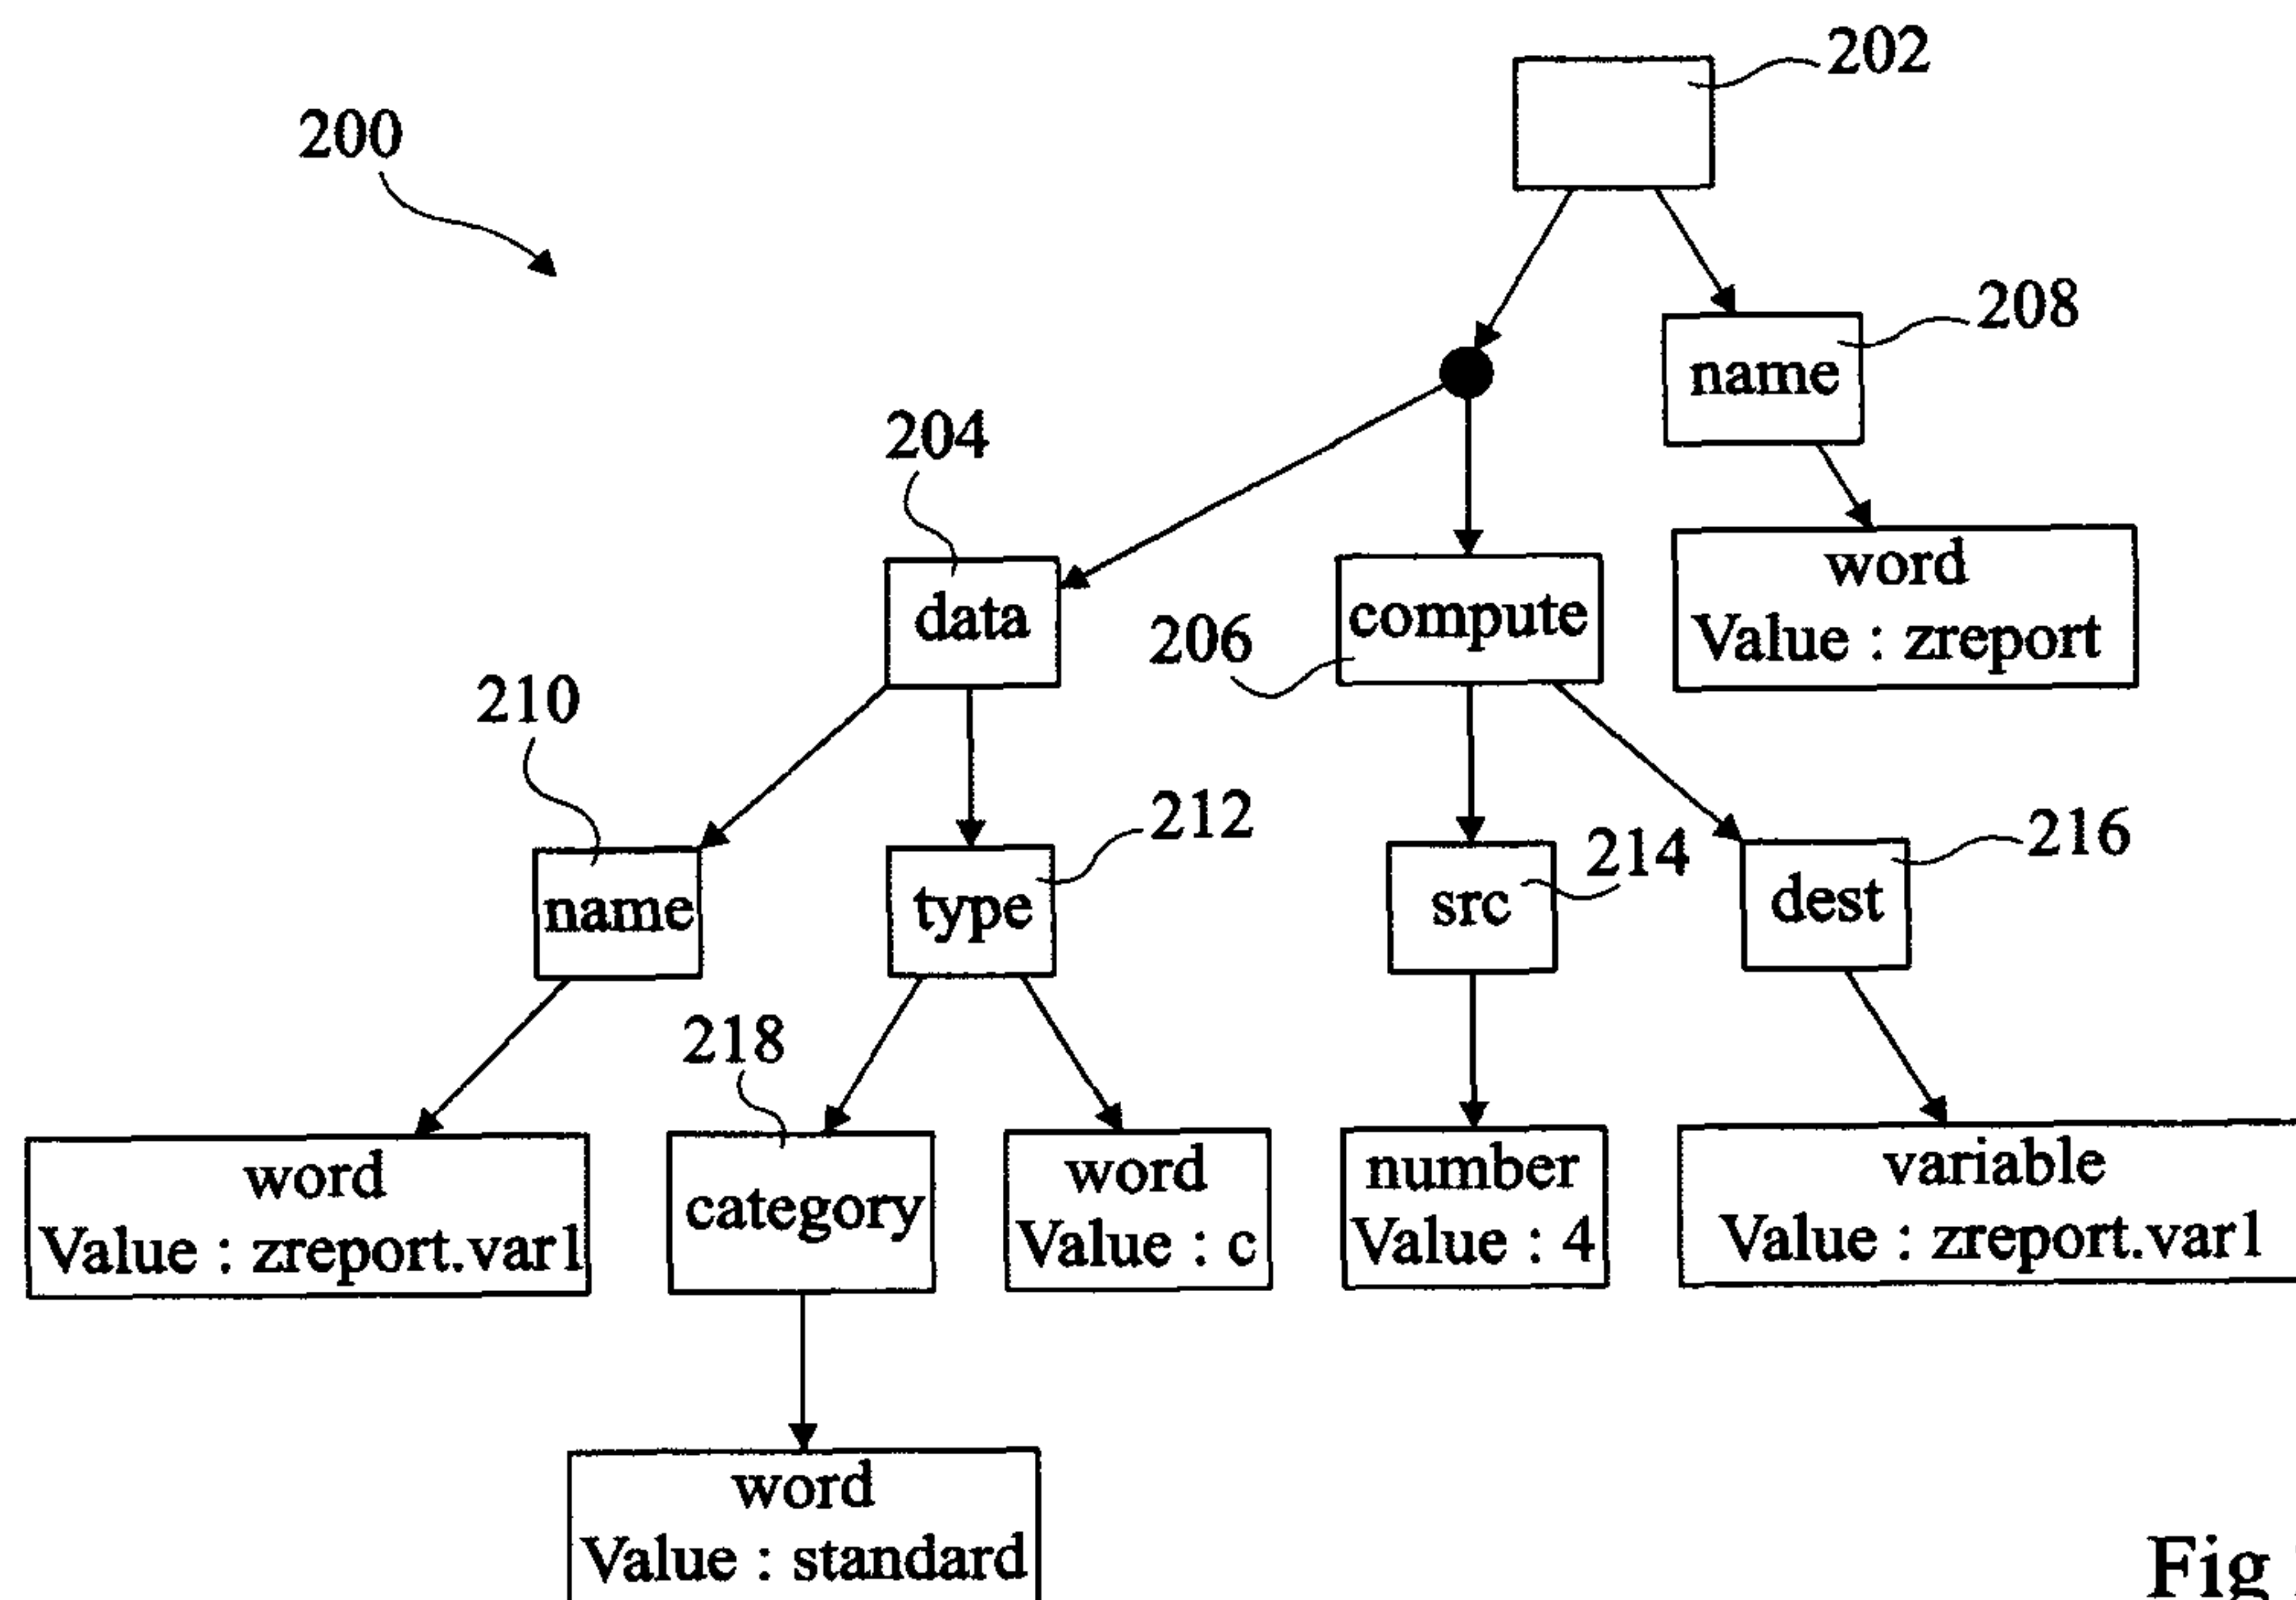 202
200
208
name
204
word
Value : zreport
data
compute
206
210
212
214
216
name
type
src
dest
218
word
Value : zreport.var1
category
word
Value : c
number
Value : 4
variable
Value : zreport.var1
word
Value : standard
Fig